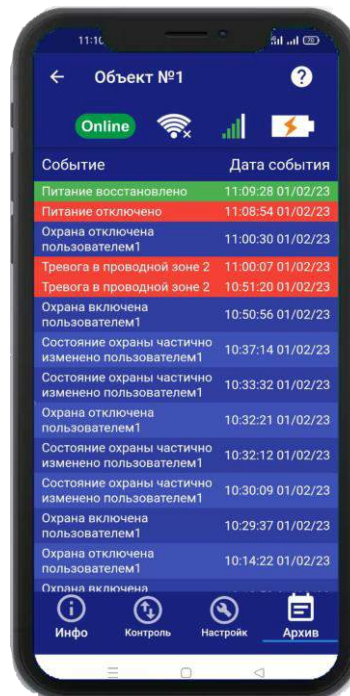 11:10
Объект №1
?
Online
Событие Дата события
Питание восстановлено 11:09:28 01/02/23
Питание отключено 11:08:54 01/02/23
Охрана отключена
пользователем1 11:00:30 01/02/23
Тревога в проводной зоне 2 11:00:07 01/02/23
Тревога в проводной зоне 2 10:51:20 01/02/23
Охрана включена
пользователем1 10:50:56 01/02/23
Состояние охраны частично
изменено пользователем1 10:37:14 01/02/23
Состояние охраны частично
изменено пользователем1 10:33:32 01/02/23
Охрана отключена
пользователем1 10:32:21 01/02/23
Состояние охраны частично
изменено пользователем1 10:32:12 01/02/23
Состояние охраны частично
изменено пользователем1 10:30:09 01/02/23
Охрана включена
пользователем1 10:29:37 01/02/23
Охрана отключена
пользователем1 10:14:22 01/02/23
Охрана включена
Инфо Контроль Настройк Архив